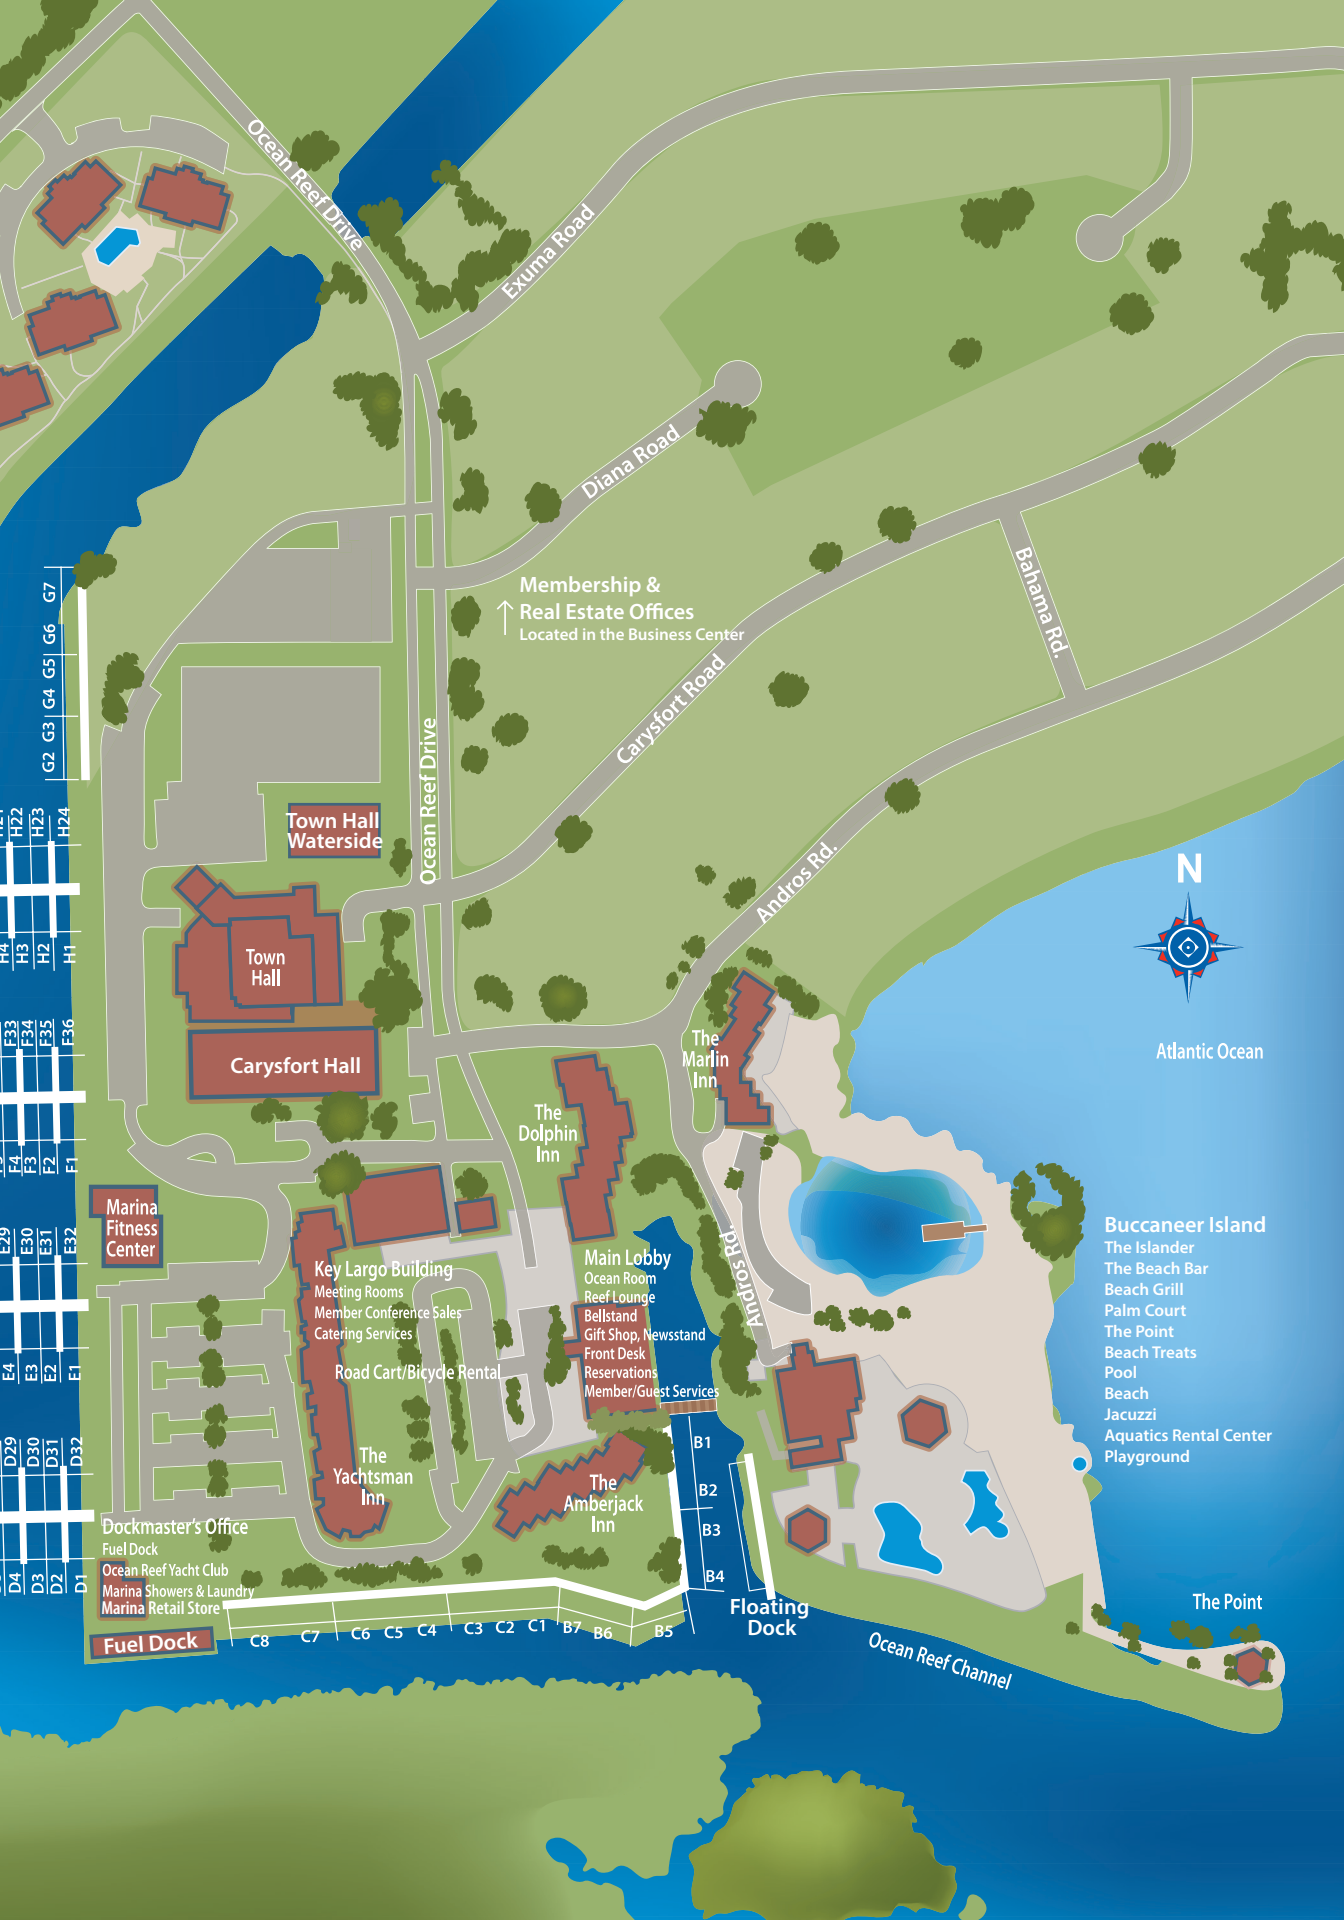 Ocean Reef Drive
Exuma Road
Diana Road
Membership &
Real Estate Offices
Located in the Business Center
Bahama Rd.
Carysfort Road
Ocean Reef Drive
Andros Rd.
G7
G6
G5
G4
G3
G2
H22
H23
H24
H4
H3
H2
H1
Town Hall
Waterside
Town
Hall
Carysfort Hall
N
Atlantic Ocean
The
Marlin
Inn
The
Dolphin
Inn
F33
F34
F35
F36
F4
F3
F2
F1
Marina
Fitness
Center
E29
E30
E31
E32
E4
E3
E2
E1
Key Largo Building
Meeting Rooms
Member Conference Sales
Catering Services
Road Cart/Bicycle Rental
Main Lobby
Ocean Room
Reef Lounge
Bellstand
Gift Shop, Newsstand
Front Desk
Reservations
Member/Guest Services
Andros Rd.
Buccaneer Island
The Islander
The Beach Bar
Beach Grill
Palm Court
The Point
Beach Treats
Pool
Beach
Jacuzzi
Aquatics Rental Center
Playground
The
Yachtsman
Inn
The
Amberjack
Inn
D29
D30
D31
D32
D4
D3
D2
D1
Dockmaster's Office
Fuel Dock
Ocean Reef Yacht Club
Marina Showers & Laundry
Marina Retail Store
Fuel Dock
B1
B2
B3
B4
C8
C7
C6
C5
C4
C3
C2
C1
B7
B6
B5
Floating
Dock
Ocean Reef Channel
The Point